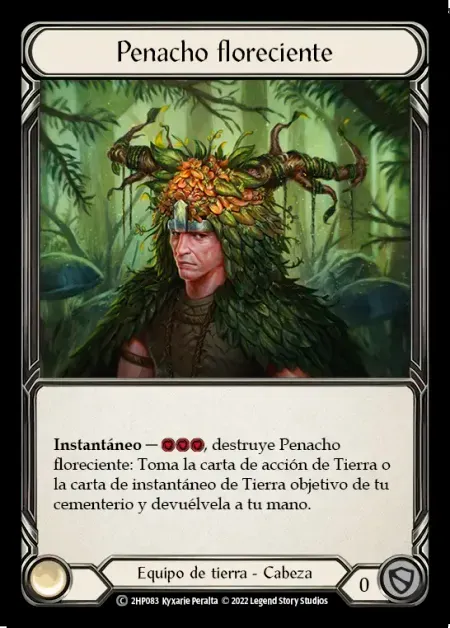 Penacho floreciente
Instantáneo — , destruye Penacho
floreciente: Toma la carta de acción de Tierra o
la carta de instantáneo de Tierra objetivo de tu
cementerio y devuélvela a tu mano.
Equipo de tierra - Cabeza
0
C 2HP083 Kyxarie Peralta © 2022 Legend Story Studios